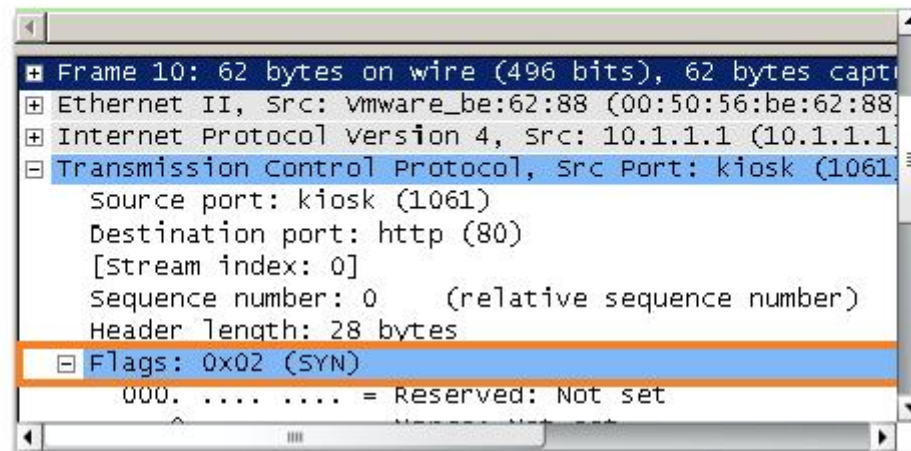 Frame 10: 62 bytes on wire (496 bits), 62 bytes capt
Ethernet II, Src: Vmware_be:62:88 (00:50:56:be:62:88)
Internet Protocol Version 4, Src: 10.1.1.1 (10.1.1.1)
Transmission Control Protocol, Src Port: kiosk (1061)
Source port: kiosk (1061)
Destination port: http (80)
[Stream index: 0]
Sequence number: 0 (relative sequence number)
Header length: 28 bytes
Flags: 0x02 (SYN)
000. .... .... = Reserved: Not set